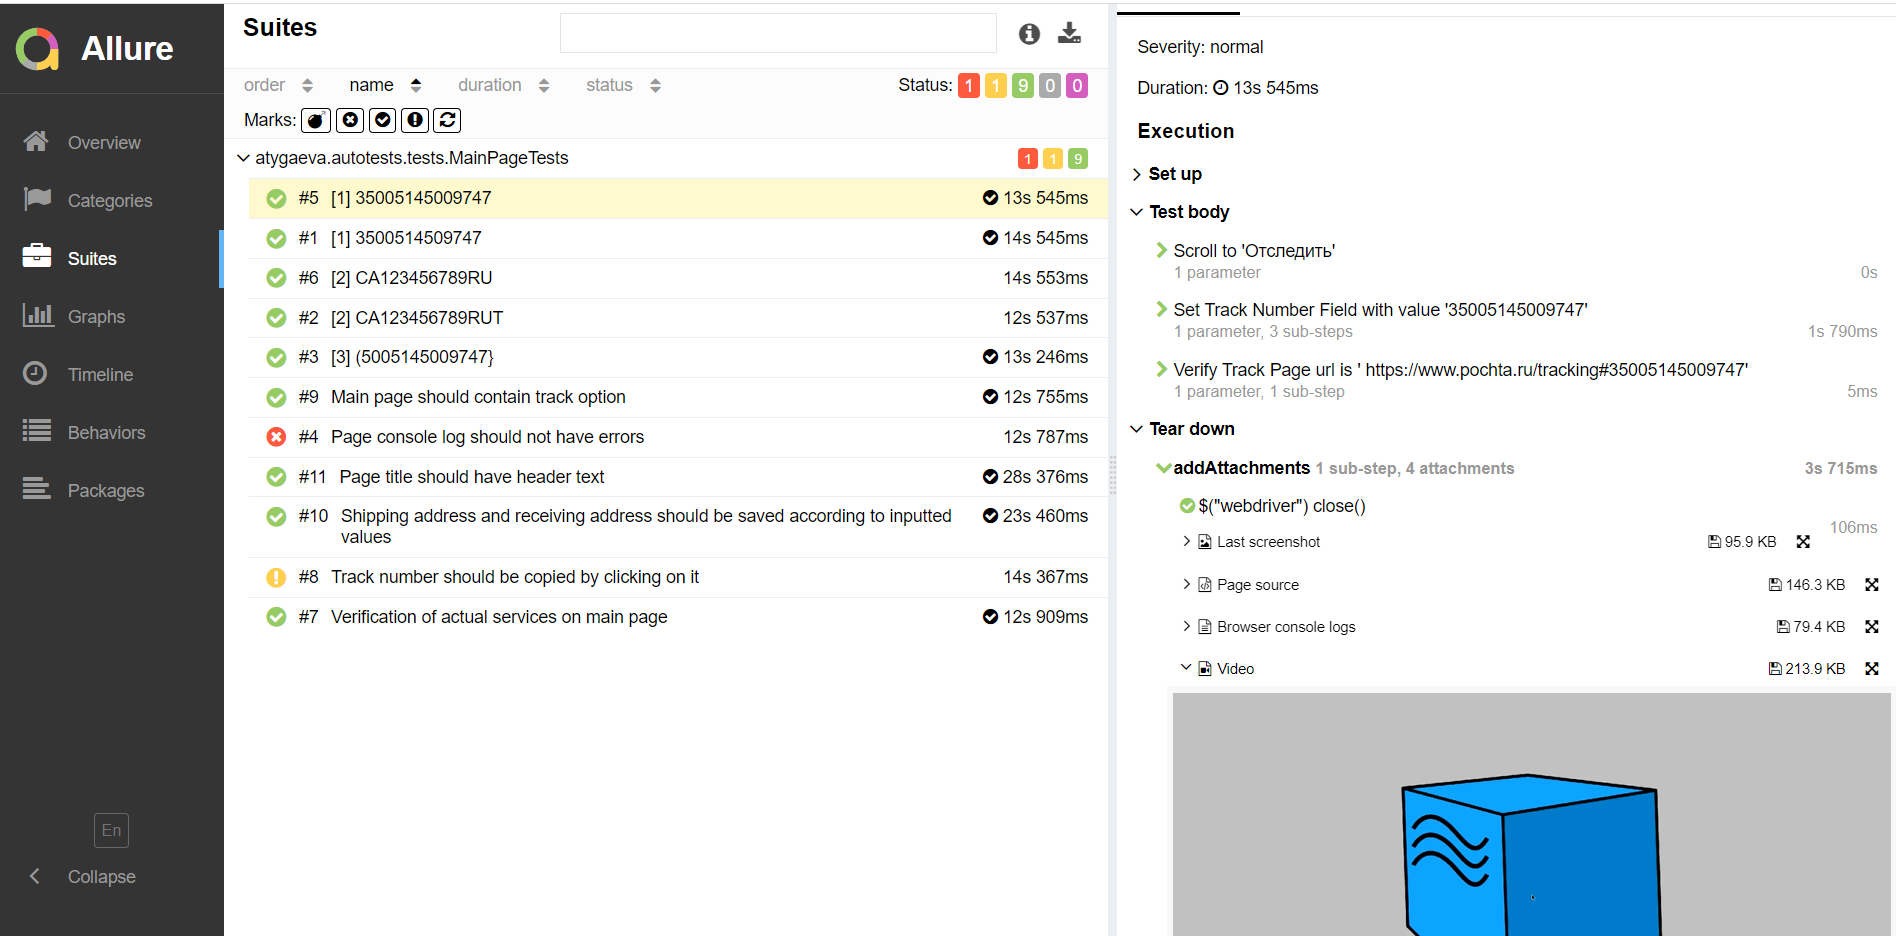 Allure
Overview
Categories
Suites
Graphs
Timeline
Behaviors
Packages
En
Collapse
Suites
order name duration status Status: 1 1 9 0 0
Marks:
atygaeva.autotests.tests.MainPageTests 1 1 9
#5 [1] 35005145009747 13s 545ms
#1 [1] 3500514509747 14s 545ms
#6 [2] CA123456789RU 14s 553ms
#2 [2] CA123456789RUT 12s 537ms
#3 [3] (5005145009747} 13s 246ms
#9 Main page should contain track option 12s 755ms
#4 Page console log should not have errors 12s 787ms
#11 Page title should have header text 28s 376ms
#10 Shipping address and receiving address should be saved according to inputted 23s 460ms
values
#8 Track number should be copied by clicking on it 14s 367ms
#7 Verification of actual services on main page 12s 909ms
Severity: normal
Duration: 13s 545ms
Execution
Set up
Test body
Scroll to 'Отследить'
1 parameter 0s
Set Track Number Field with value '35005145009747'
1 parameter, 3 sub-steps 1s 790ms
Verify Track Page url is ' https://www.pochta.ru/tracking#35005145009747'
1 parameter, 1 sub-step 5ms
Tear down
addAttachments 1 sub-step, 4 attachments 3s 715ms
$("webdriver") close()
106ms
Last screenshot 95.9 KB
Page source 146.3 KB
Browser console logs 79.4 KB
Video 213.9 KB